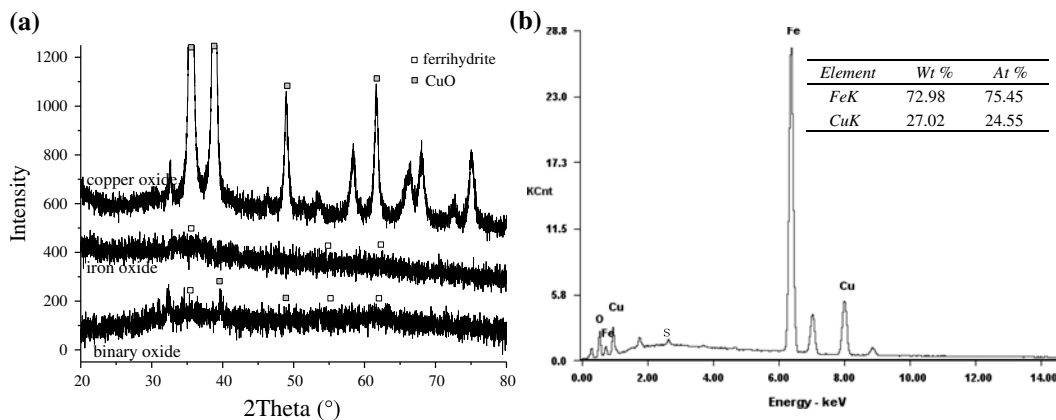 (a)
1200
1000
800
600
400
200
0
Intensity
ferrihydrite
CuO
copper oxide
iron oxide
binary oxide
20 30 40 50 60 70 80
2Theta (°)
(b)
28.8
23.0
17.3
KCnt
11.5
5.8
0.0
Fe
Element Wt % At %
FeK 72.98 75.45
CuK 27.02 24.55
Cu
O
Fe
Cu
S
0.00 2.00 4.00 6.00 8.00 10.00 12.00 14.00
Energy - keV